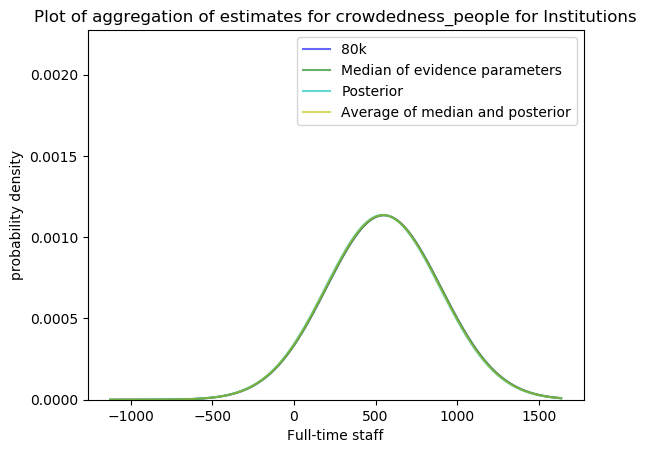 Plot of aggregation of estimates for crowdedness_people for Institutions
80k
Median of evidence parameters
Posterior
Average of median and posterior
probability density
0.0020
0.0015
0.0010
0.0005
0.0000
−1000 −500 0 500 1000 1500
Full-time staff